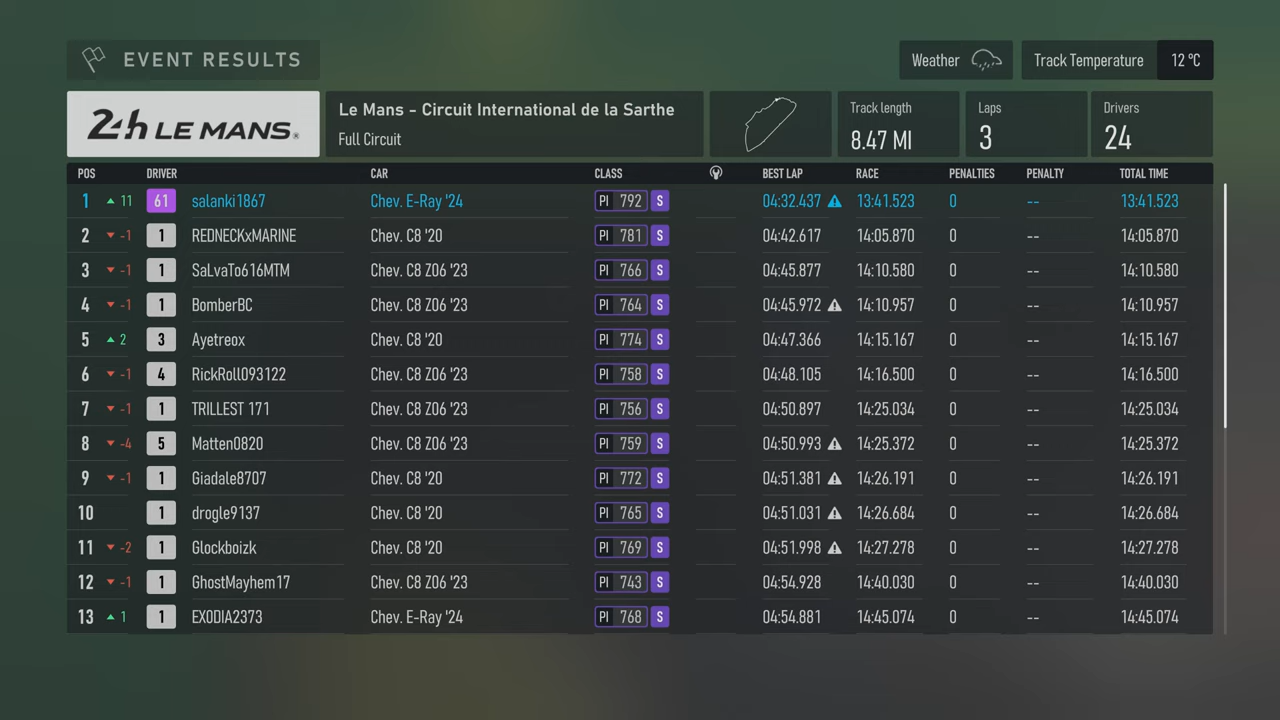 EVENT RESULTS
Weather
Track Temperature 12 °C
24h LE MANS®
Le Mans - Circuit International de la Sarthe
Full Circuit
Track length
8.47 MI
Laps
3
Drivers
24
POS DRIVER CAR CLASS BEST LAP RACE PENALTIES PENALTY TOTAL TIME
1 ▲ 11 61 salanki1867 Chev. E-Ray '24 PI 792 S 04:32.437 13:41.523 0 -- 13:41.523
2 ▼ -1 1 REDNECKxMARINE Chev. C8 '20 PI 781 S 04:42.617 14:05.870 0 -- 14:05.870
3 ▼ -1 1 SaLvaTo616MTM Chev. C8 Z06 '23 PI 766 S 04:45.877 14:10.580 0 -- 14:10.580
4 ▼ -1 1 BomberBC Chev. C8 Z06 '23 PI 764 S 04:45.972 14:10.957 0 -- 14:10.957
5 ▲ 2 3 Ayetreox Chev. C8 '20 PI 774 S 04:47.366 14:15.167 0 -- 14:15.167
6 ▼ -1 4 RickRoll093122 Chev. C8 Z06 '23 PI 758 S 04:48.105 14:16.500 0 -- 14:16.500
7 ▼ -1 1 TRILLEST 171 Chev. C8 Z06 '23 PI 756 S 04:50.897 14:25.034 0 -- 14:25.034
8 ▼ -4 5 Matten0820 Chev. C8 Z06 '23 PI 759 S 04:50.993 14:25.372 0 -- 14:25.372
9 ▼ -1 1 Giadale8707 Chev. C8 '20 PI 772 S 04:51.381 14:26.191 0 -- 14:26.191
10 1 drogle9137 Chev. C8 '20 PI 765 S 04:51.031 14:26.684 0 -- 14:26.684
11 ▼ -2 1 Glockboizk Chev. C8 '20 PI 769 S 04:51.998 14:27.278 0 -- 14:27.278
12 ▼ -1 1 GhostMayhem17 Chev. C8 Z06 '23 PI 743 S 04:54.928 14:40.030 0 -- 14:40.030
13 ▲ 1 1 EXODIA2373 Chev. E-Ray '24 PI 768 S 04:54.881 14:45.074 0 -- 14:45.074